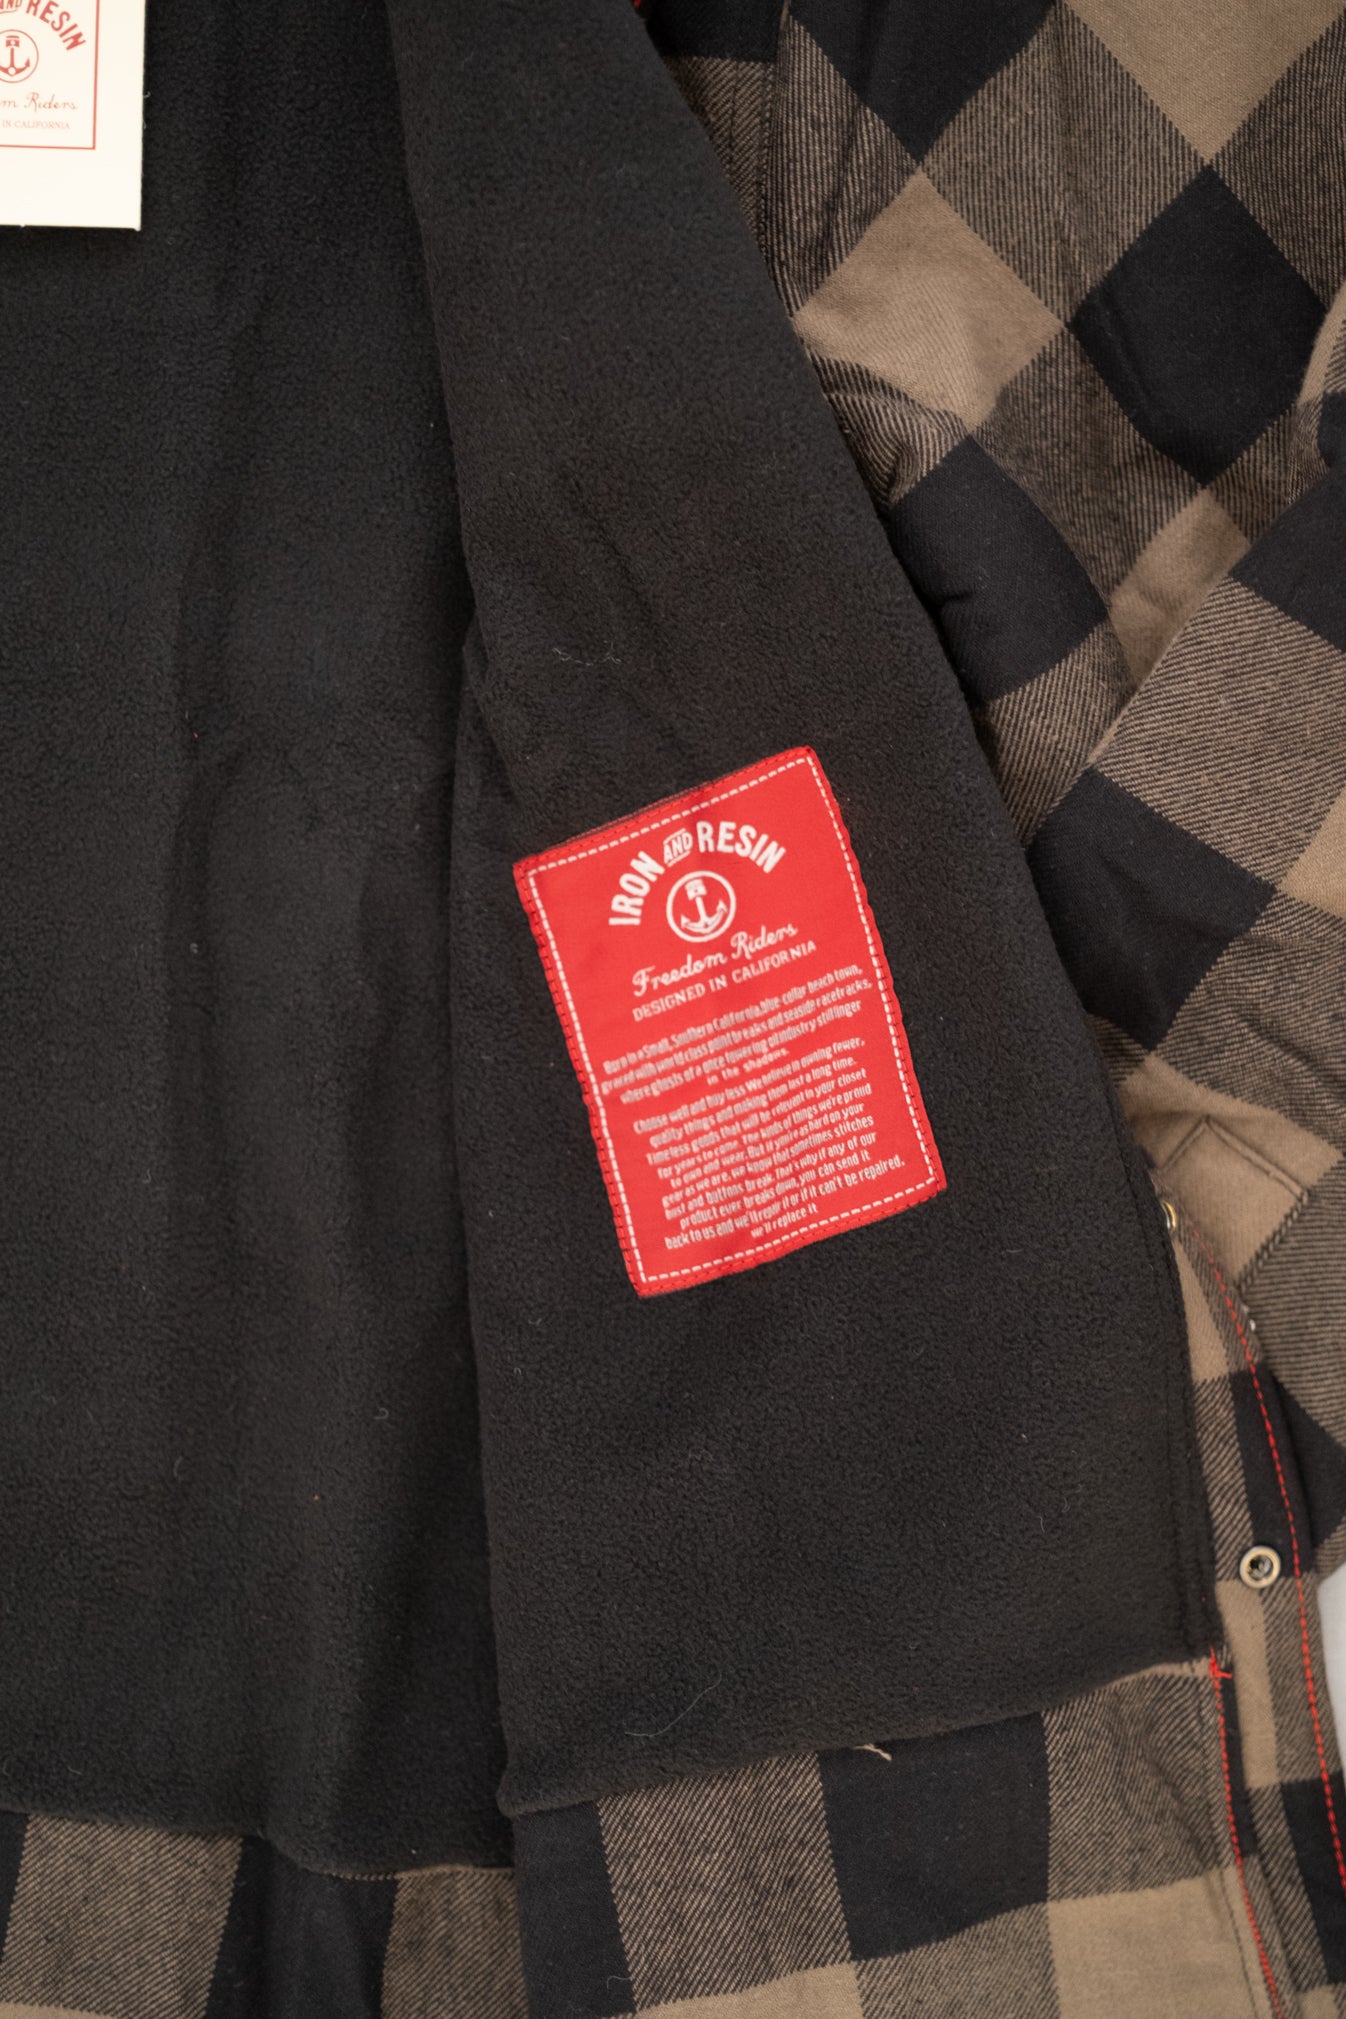 AND RESIN
m Riders
IN CALIFORNIA
IRON AND RESIN
Freedom Riders
DESIGNED IN CALIFORNIA
Born in a Small, Southern California, blue-collar beach town,
graced with world class point breaks and seaside racetracks,
where ghosts of a once towering oil industry still linger
in the shadows.
Choose well and buy less We believe in owning fewer,
quality things and making them last a long time.
Timeless goods that will be relevant in your closet
for years to come. The kinds of things we're proud
to own and wear. But if you're as hard on your
gear as we are, we know that sometimes stitches
bust and buttons break. That's why if any of our
product ever breaks down, you can send it
back to us and we'll repair it or if it can't be repaired,
we'll replace it